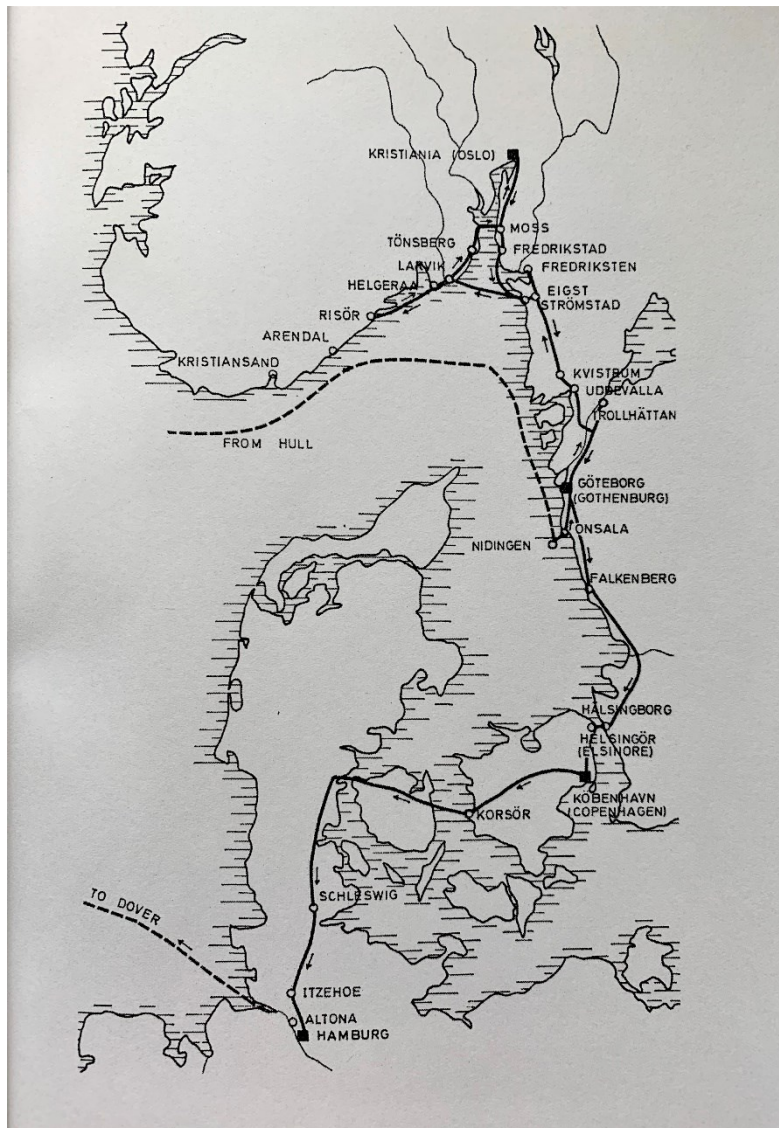 KRISTIANIA (OSLO)
MOSS
TÖNSBERG
FREDRIKSTAD
LARVIK
FREDRIKSTEN
HELGERAA
EIGST
STRÖMSTAD
RISÖR
ARENDAL
KRISTIANSAND
KVISTRUM
UDDEVALLA
TROLLHÄTTAN
FROM HULL
GÖTEBORG
(GOTHENBURG)
ONSALA
NIDINGEN
FALKENBERG
HÄLSINGBORG
HELSINGÖR
(ELSINORE)
KÖBENHAVN
(COPENHAGEN)
KORSÖR
SCHLESWIG
TO DOVER
ITZEHOE
ALTONA
HAMBURG